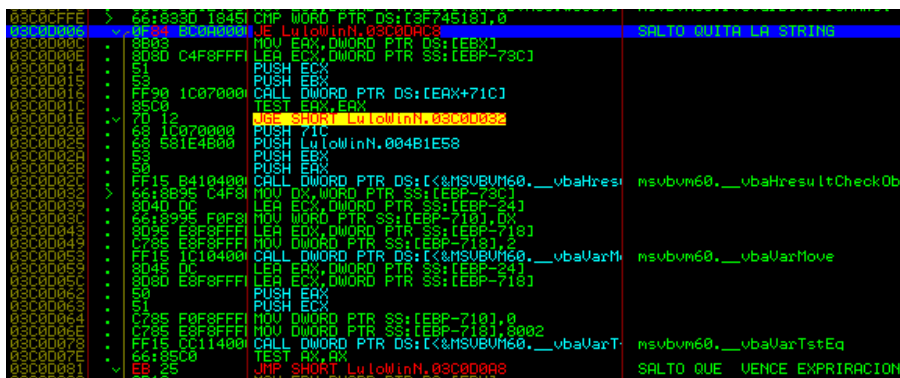 03C0CFFE > 66:833D 1845 CMP WORD PTR DS:[3F74518],0
03C0D006 .v 0F84 BC0A0000 JE LuloWinN.03C0DAC8 SALTO QUITA LA STRING
03C0D00C . 8B03 MOV EAX,DWORD PTR DS:[EBX]
03C0D00E . 8D8D C4F8FFF LEA ECX,DWORD PTR SS:[EBP-73C]
03C0D014 . 51 PUSH ECX
03C0D015 . 53 PUSH EBX
03C0D016 . FF90 1C070000 CALL DWORD PTR DS:[EAX+71C]
03C0D01C . 85C0 TEST EAX,EAX
03C0D01E .v 7D 12 JGE SHORT LuloWinN.03C0D032
03C0D020 . 68 1C070000 PUSH 71C
03C0D025 . 68 581E4B00 PUSH LuloWinN.004B1E58
03C0D02A . 53 PUSH EBX
03C0D02B . 50 PUSH EAX
03C0D02C . FF15 B4104000 CALL DWORD PTR DS:[<&MSVBVM60.__vbaHresu msvbvm60.__vbaHresultCheckOb
03C0D032 > 66:8B95 C4F8 MOV DX,WORD PTR SS:[EBP-73C]
03C0D039 . 8D4D DC LEA ECX,DWORD PTR SS:[EBP-24]
03C0D03C . 66:8995 F0F8 MOV WORD PTR SS:[EBP-710],DX
03C0D043 . 8D95 E8F8FFF LEA EDX,DWORD PTR SS:[EBP-718]
03C0D049 . C785 E8F8FFF MOV DWORD PTR SS:[EBP-718],2
03C0D053 . FF15 1C104000 CALL DWORD PTR DS:[<&MSVBVM60.__vbaVarM msvbvm60.__vbaVarMove
03C0D059 . 8D45 DC LEA EAX,DWORD PTR SS:[EBP-24]
03C0D05C . 8D8D E8F8FFF LEA ECX,DWORD PTR SS:[EBP-718]
03C0D062 . 50 PUSH EAX
03C0D063 . 51 PUSH ECX
03C0D064 . C785 F0F8FFF MOV DWORD PTR SS:[EBP-710],0
03C0D06E . C785 E8F8FFF MOV DWORD PTR SS:[EBP-718],8002
03C0D078 . FF15 CC114000 CALL DWORD PTR DS:[<&MSVBVM60.__vbaVarT msvbvm60.__vbaVarTstEq
03C0D07E . 66:85C0 TEST AX,AX
03C0D081 v EB 25 JMP SHORT LuloWinN.03C0D0A8 SALTO QUE VENCE EXPRIRACION